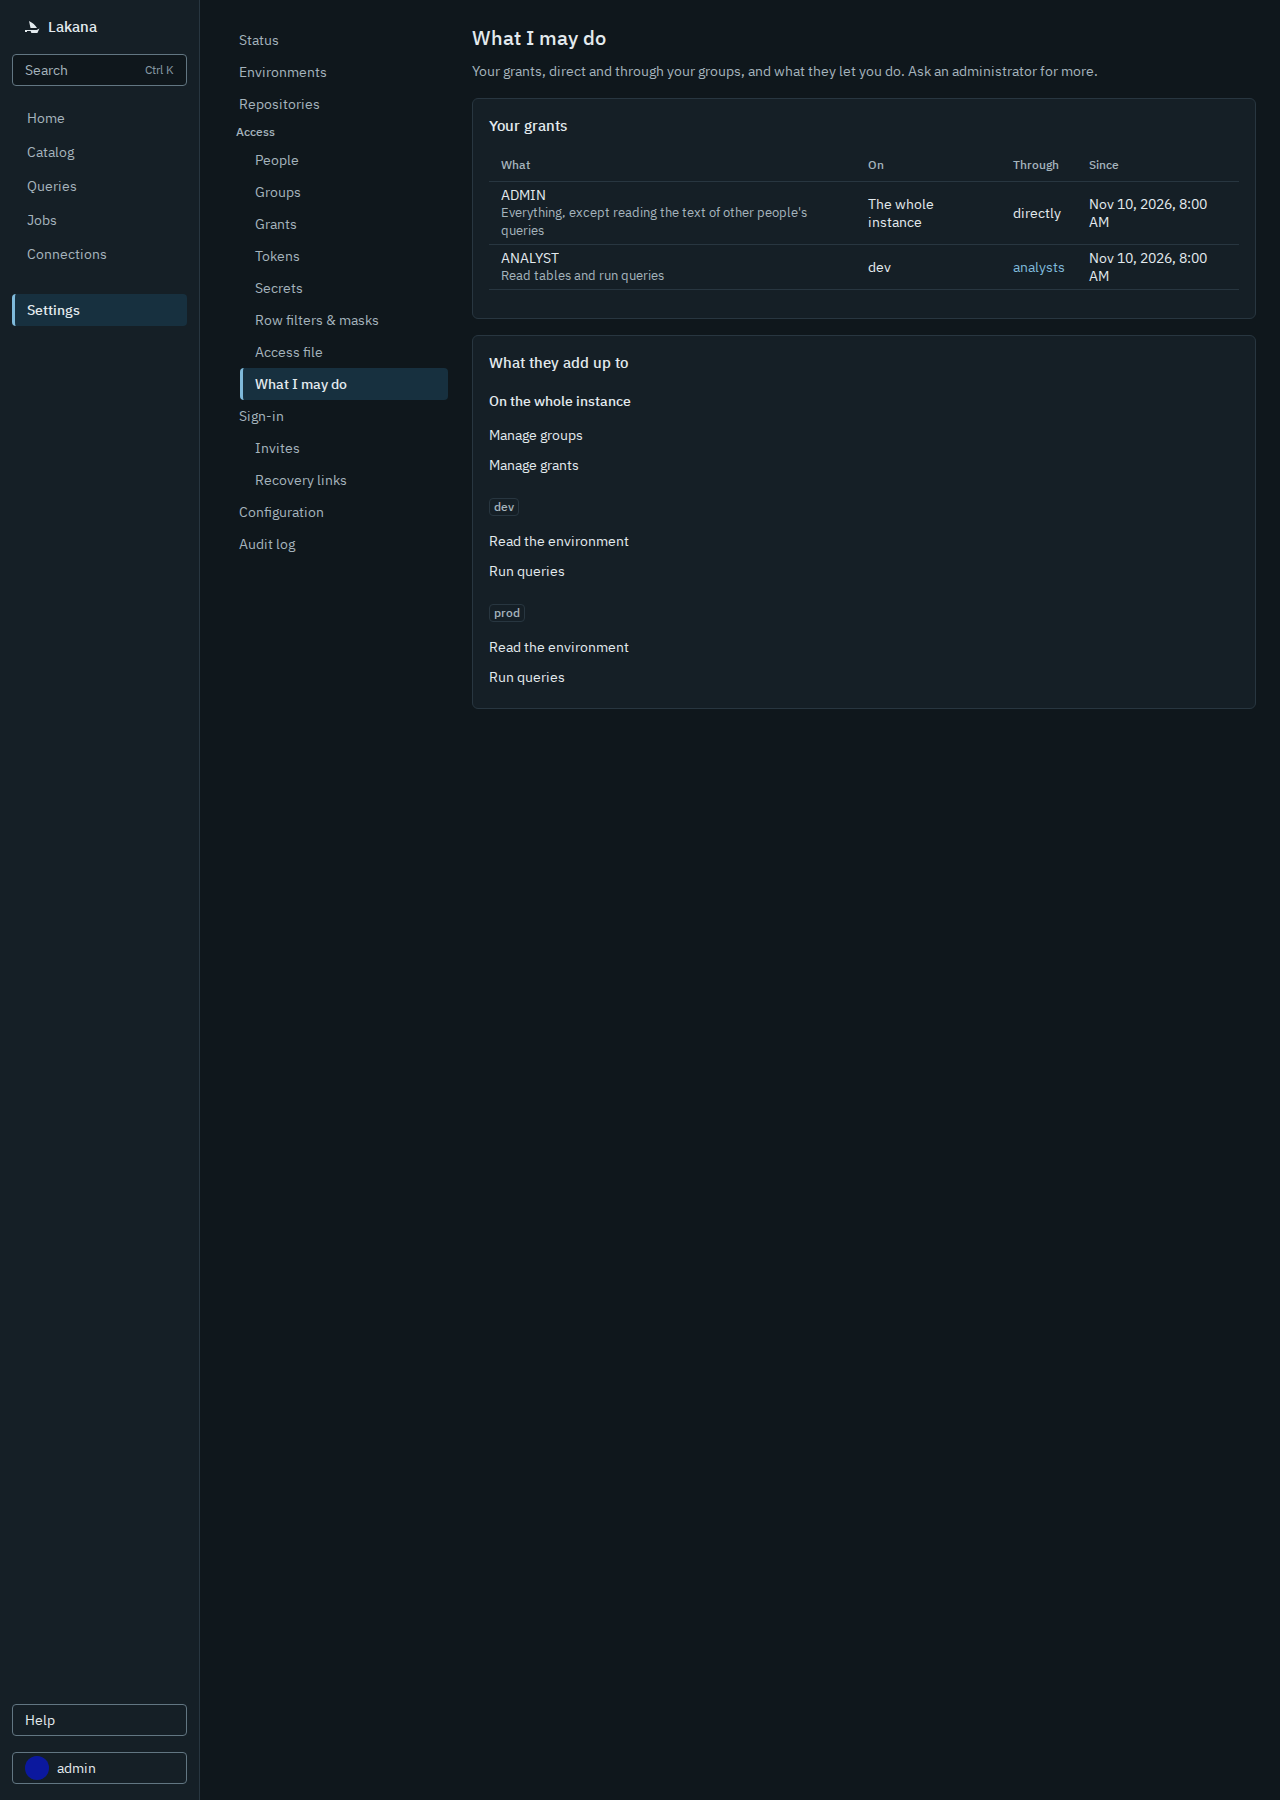 Lakana
Search Ctrl K
Home
Catalog
Queries
Jobs
Connections
Settings
Help
admin
Status
Environments
Repositories
Access
People
Groups
Grants
Tokens
Secrets
Row filters & masks
Access file
What I may do
Sign-in
Invites
Recovery links
Configuration
Audit log
What I may do
Your grants, direct and through your groups, and what they let you do. Ask an administrator for more.
Your grants
What On Through Since
ADMIN
Everything, except reading the text of other people's
queries
The whole
instance
directly
Nov 10, 2026, 8:00
AM
ANALYST
Read tables and run queries
dev
analysts
Nov 10, 2026, 8:00
AM
What they add up to
On the whole instance
Manage groups
Manage grants
dev
Read the environment
Run queries
prod
Read the environment
Run queries